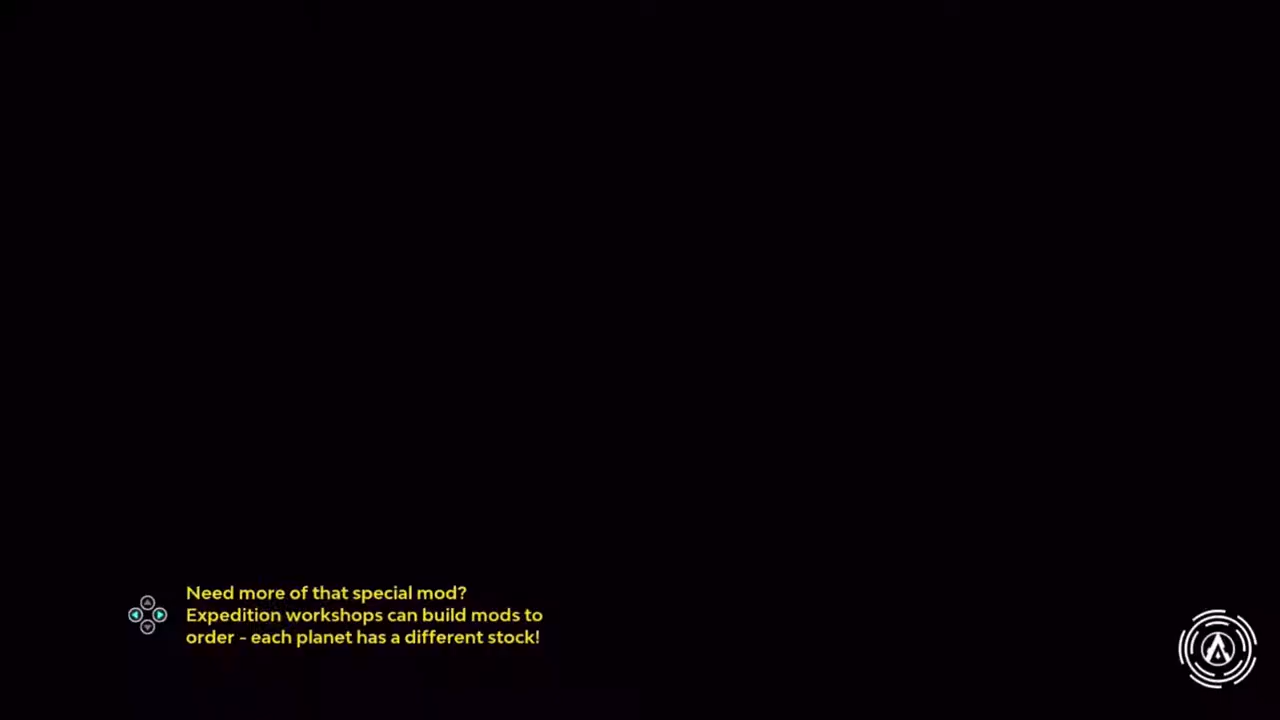 Need more of that special mod?
Expedition workshops can build mods to
order - each planet has a different stock!